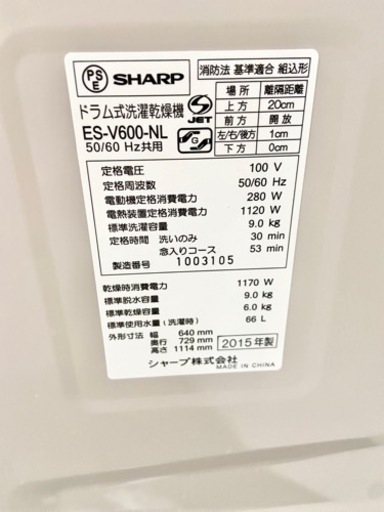 PS E SHARP
ドラム式洗濯乾燥機
ES-V600-NL
50/60 Hz共用
JET
消防法 基準適合 組込形
場所 離隔距離
上方 20cm
前方 開放
左/右/後方 1cm
下方 0cm
定格電圧 100 V
定格周波数 50/60 Hz
電動機定格消費電力 280 W
電熱装置定格消費電力 1120 W
標準洗濯容量 9.0 kg
定格時間 洗いのみ 30 min
念入りコース 53 min
製造番号 1003105
乾燥時消費電力 1170 W
標準脱水容量 9.0 kg
標準乾燥容量 6.0 kg
標準使用水量(洗濯時) 66 L
外形寸法 幅 640 mm
奥行 729 mm
高さ 1114 mm
2015年製
シャープ株式会社
MADE IN CHINA